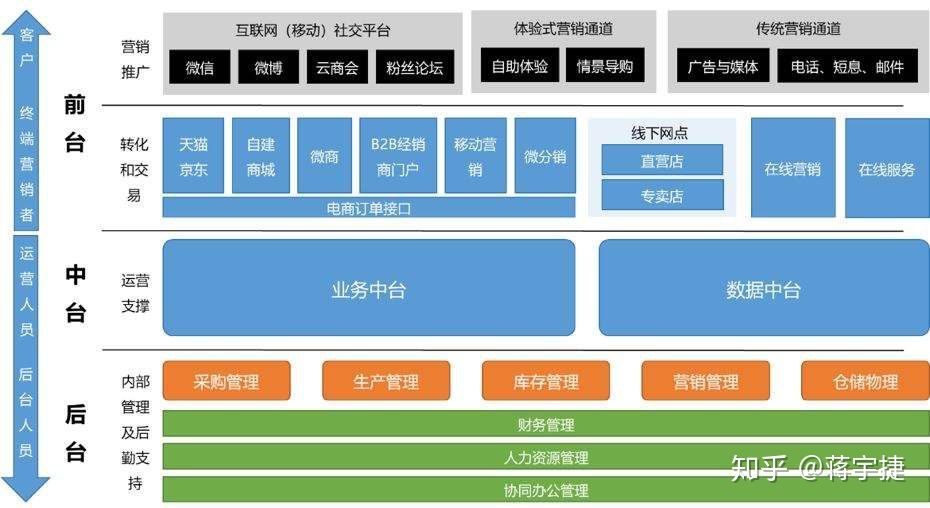 客户
终端营销者
运营人员
后台人员
前台
营销
推广
互联网（移动）社交平台
微信
微博
云商会
粉丝论坛
体验式营销通道
自助体验
情景导购
传统营销通道
广告与媒体
电话、短息、邮件
转化
和交
易
天猫
京东
自建
商城
微商
B2B经销
商门户
移动营
销
微分销
电商订单接口
线下网点
直营店
专卖店
在线营销
在线服务
中台
运营
支撑
业务中台
数据中台
后台
内部
管理
及后
勤支
持
采购管理
生产管理
库存管理
营销管理
仓储物理
财务管理
人力资源管理
协同办公管理
知乎 @蒋宇捷